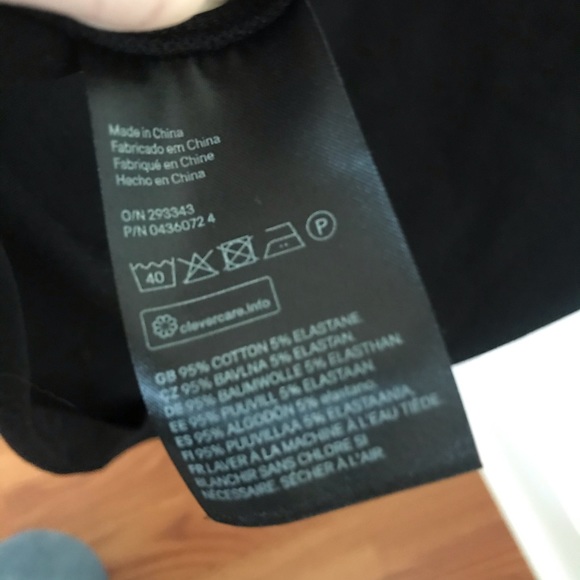 Made in China
Fabricado em China
Fabriqué en Chine
Hecho en China
O/N 293343
P/N 0436072 4
40 P
clevercare.info
GB 95% COTTON 5% ELASTANE
CZ 95% BAVLNA 5% ELASTAN
DE 95% BAUMWOLLE 5% ELASTHAN
EE 95% PUUVILL 5% ELASTAAN
ES 95% ALGODÓN 5% elastano
FI 95% PUUVILLAA 5% ELASTAANIA
FR LAVER À LA MACHINE À L'EAU TIÈDE.
BLANCHIR SANS CHLORE SI
NÉCESSAIRE. SÉCHER À L'AIR